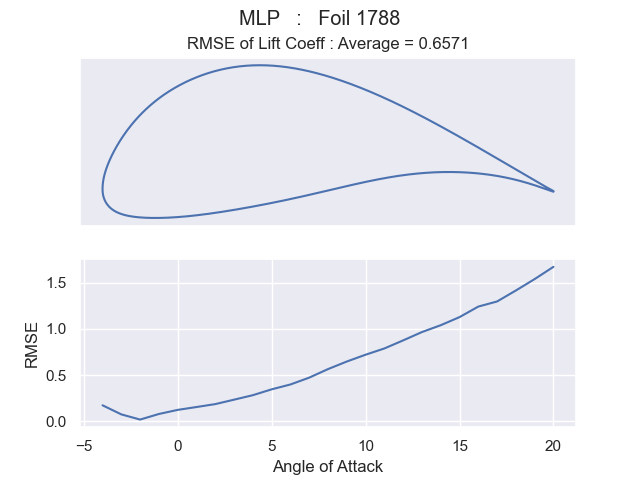 MLP : Foil 1788
RMSE of Lift Coeff : Average = 0.6571
1.5
1.0
0.5
0.0
RMSE
−5 0 5 10 15 20
Angle of Attack